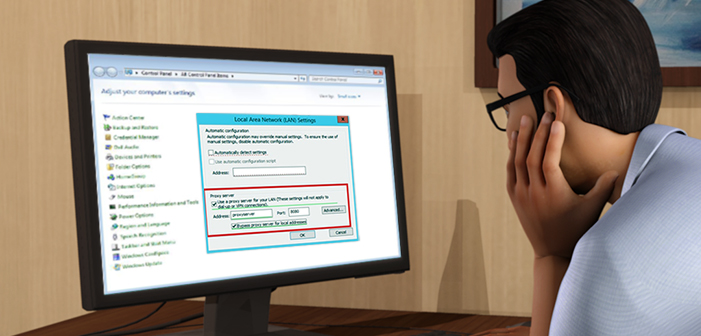 Control Panel ▸ All Control Panel Items ▸
Search Control Panel
Adjust your computer's settings
View by: Small icons
Action Center
Backup and Restore
Credential Manager
Dell Audio
Devices and Printers
Folder Options
HomeGroup
Internet Options
Mouse
Performance Information and Tools
Power Options
Region and Language
Speech Recognition
Taskbar and Start Menu
Windows CardSpace
Windows Update
Local Area Network (LAN) Settings
Automatic configuration
Automatic configuration may override manual settings. To ensure the use of
manual settings, disable automatic configuration.
Automatically detect settings
Use automatic configuration script
Address:
Proxy server
Use a proxy server for your LAN (These settings will not apply to
dial-up or VPN connections).
Address: proxyserver Port: 8080 Advanced...
Bypass proxy server for local addresses
OK Cancel